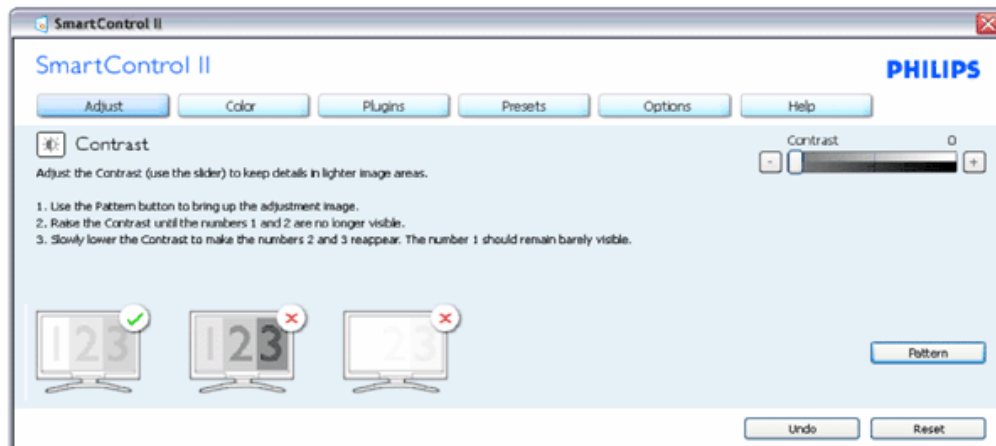 SmartControl II
SmartControl II
PHILIPS
Adjust Color Plugins Presets Options Help
Contrast
Contrast 0
- +
Adjust the Contrast (use the slider) to keep details in lighter image areas.
1. Use the Pattern button to bring up the adjustment image.
2. Raise the Contrast until the numbers 1 and 2 are no longer visible.
3. Slowly lower the Contrast to make the numbers 2 and 3 reappear. The number 1 should remain barely visible.
123 123 23
Pattern
Undo Reset